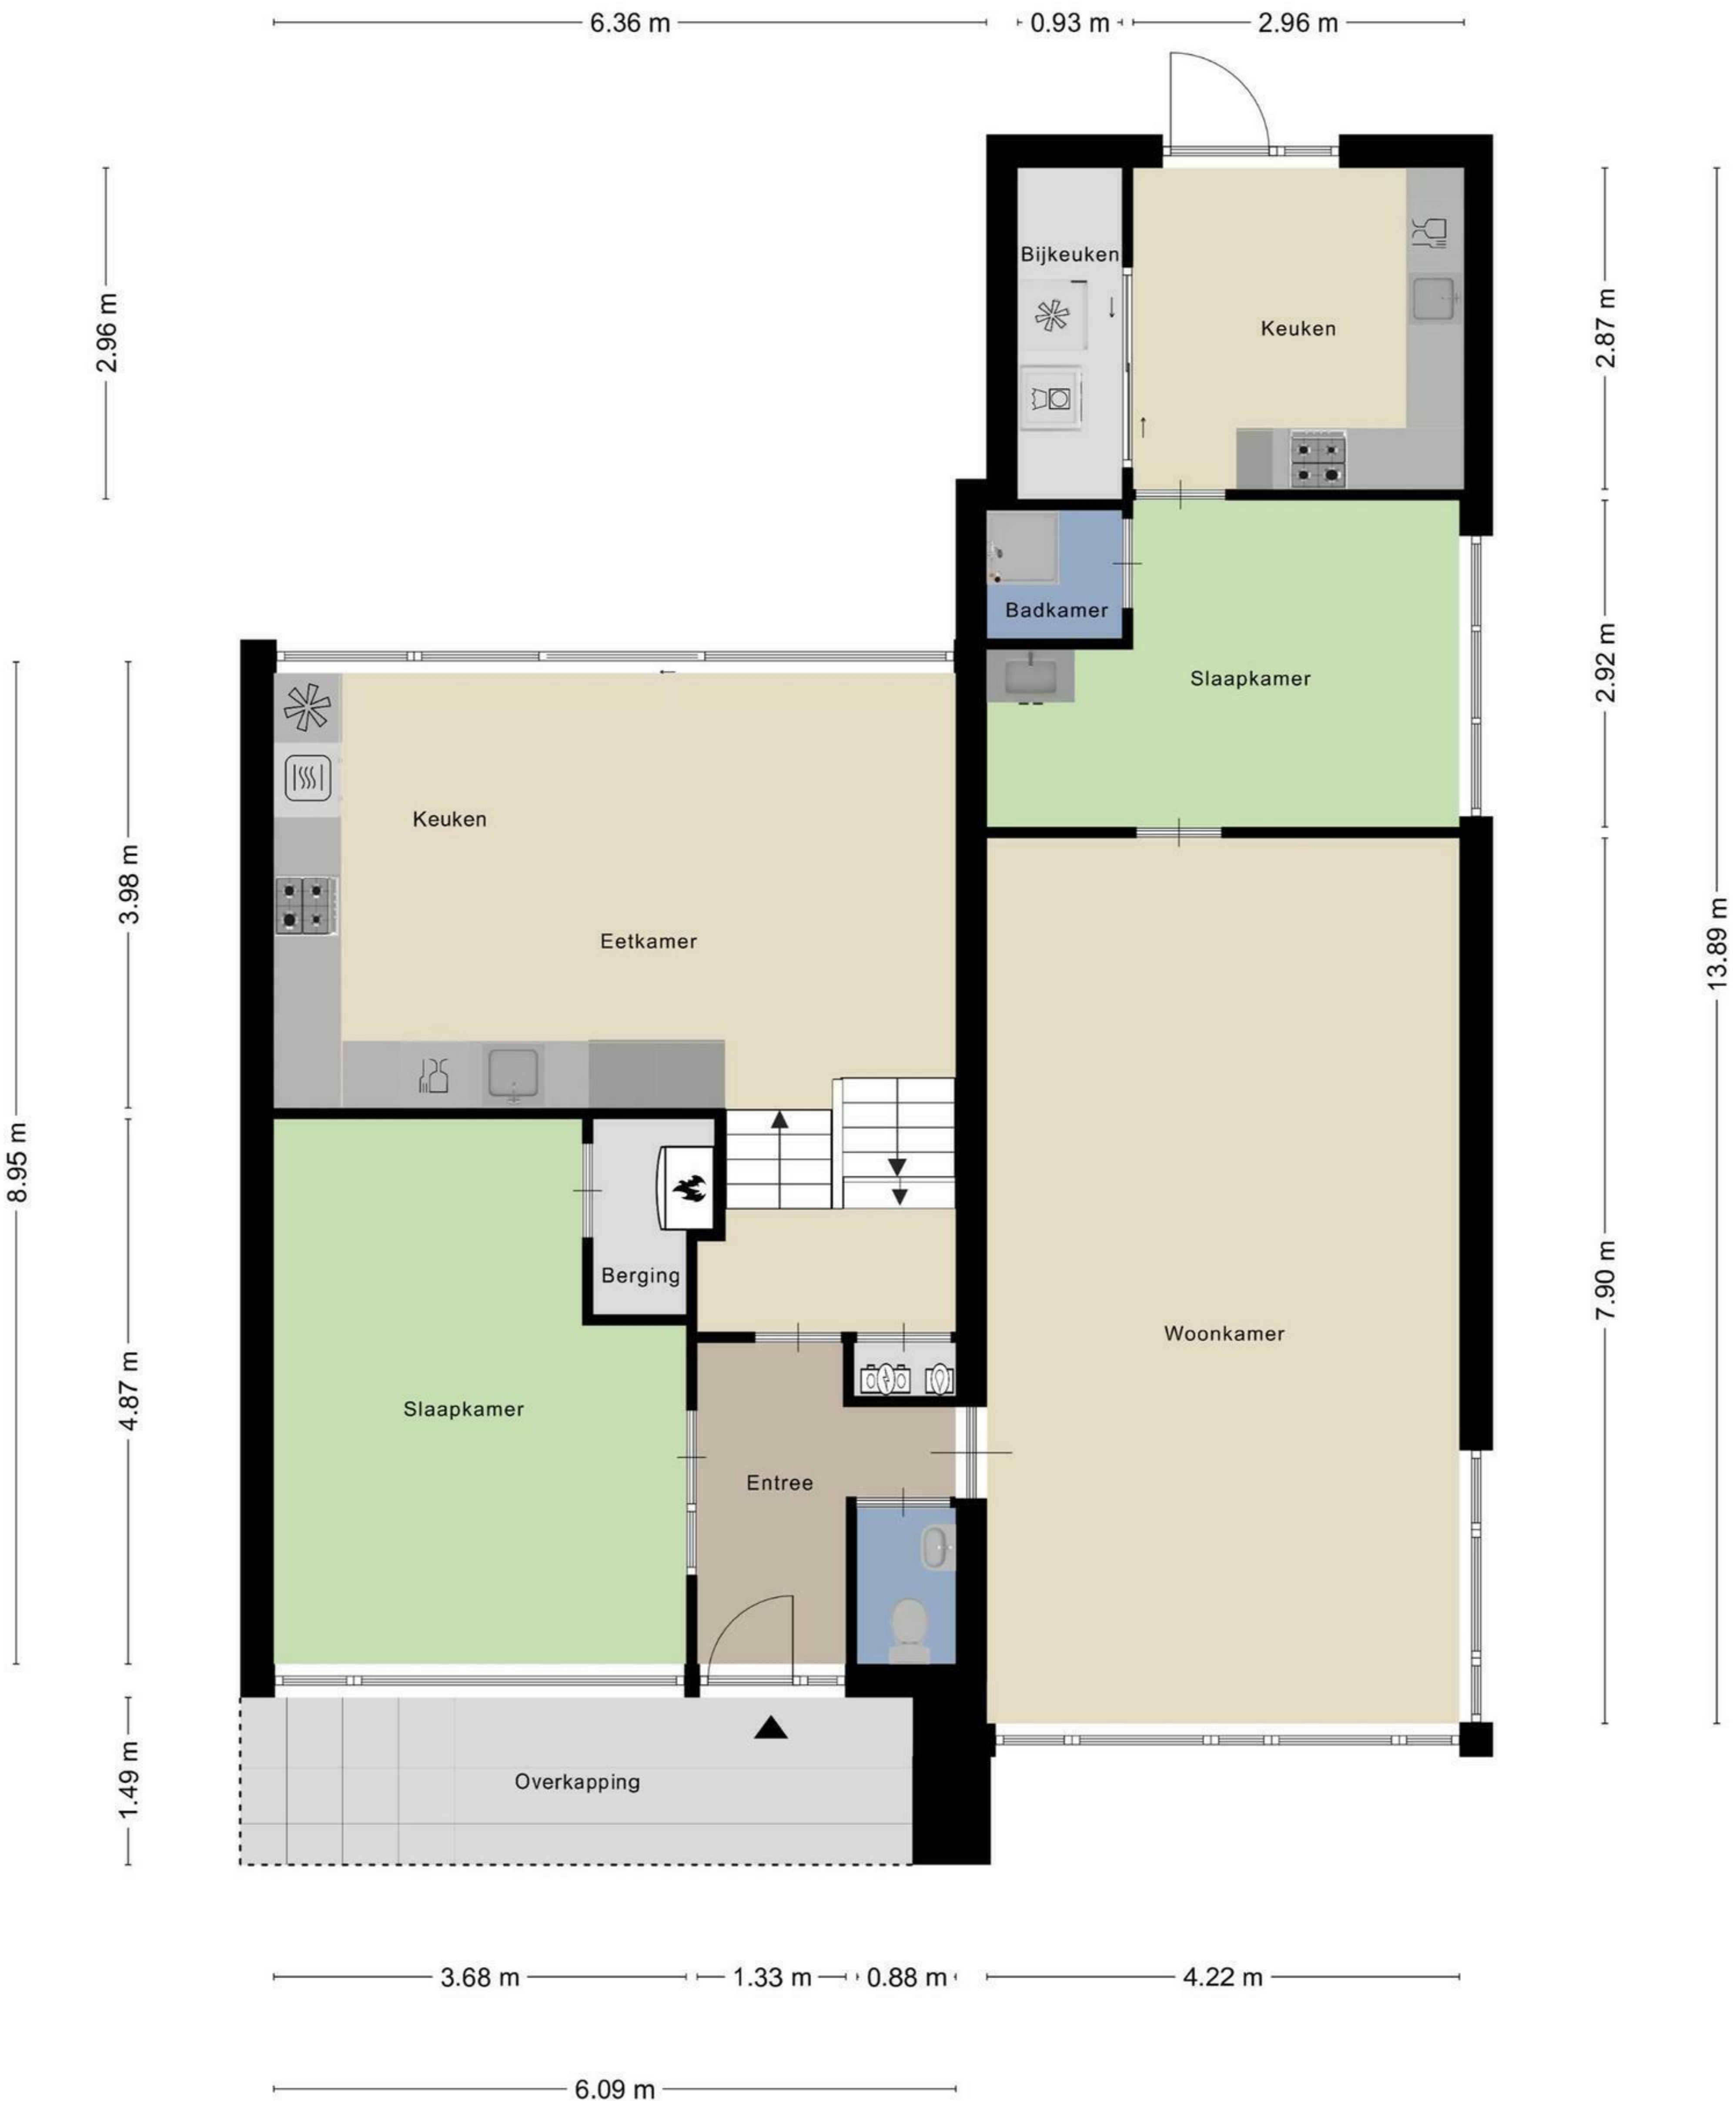 6.36 m
0.93 m
2.96 m
Bijkeuken
2.96 m
2.87 m
Keuken
Badkamer
Slaapkamer
2.92 m
Keuken
3.98 m
Eetkamer
13.89 m
8.95 m
7.90 m
Berging
Woonkamer
4.87 m
Slaapkamer
Entree
1.49 m
Overkapping
3.68 m
1.33 m
0.88 m
4.22 m
6.09 m